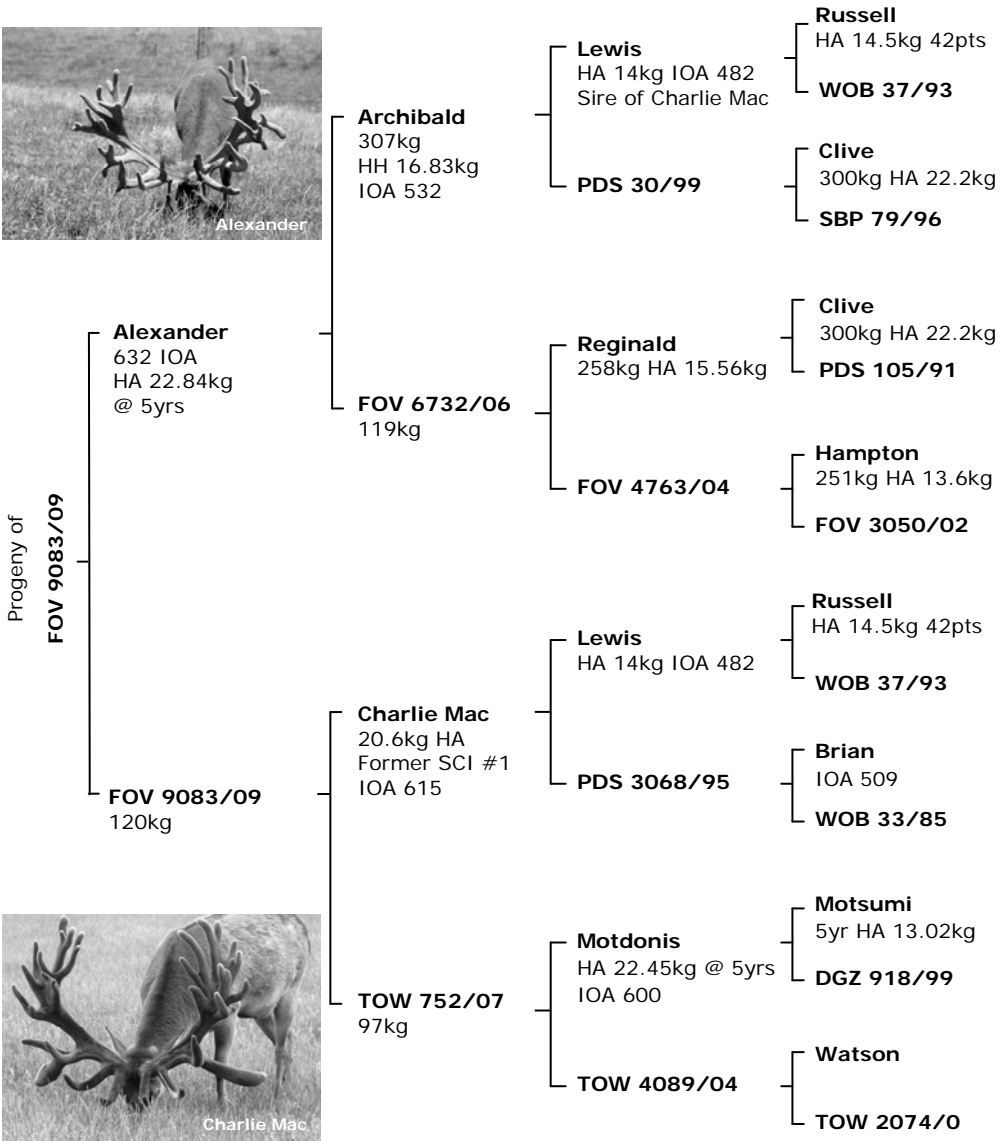 Progeny of
FOV 9083/09
Alexander
Alexander
632 IOA
HA 22.84kg
@ 5yrs
FOV 9083/09
120kg
Charlie Mac
Archibald
307kg
HH 16.83kg
IOA 532
FOV 6732/06
119kg
Charlie Mac
20.6kg HA
Former SCI #1
IOA 615
TOW 752/07
97kg
Lewis
HA 14kg IOA 482
Sire of Charlie Mac
PDS 30/99
Reginald
258kg HA 15.56kg
FOV 4763/04
Lewis
HA 14kg IOA 482
PDS 3068/95
Motdonis
HA 22.45kg @ 5yrs
IOA 600
TOW 4089/04
Russell
HA 14.5kg 42pts
WOB 37/93
Clive
300kg HA 22.2kg
SBP 79/96
Clive
300kg HA 22.2kg
PDS 105/91
Hampton
251kg HA 13.6kg
FOV 3050/02
Russell
HA 14.5kg 42pts
WOB 37/93
Brian
IOA 509
WOB 33/85
Motsumi
5yr HA 13.02kg
DGZ 918/99
Watson
TOW 2074/0